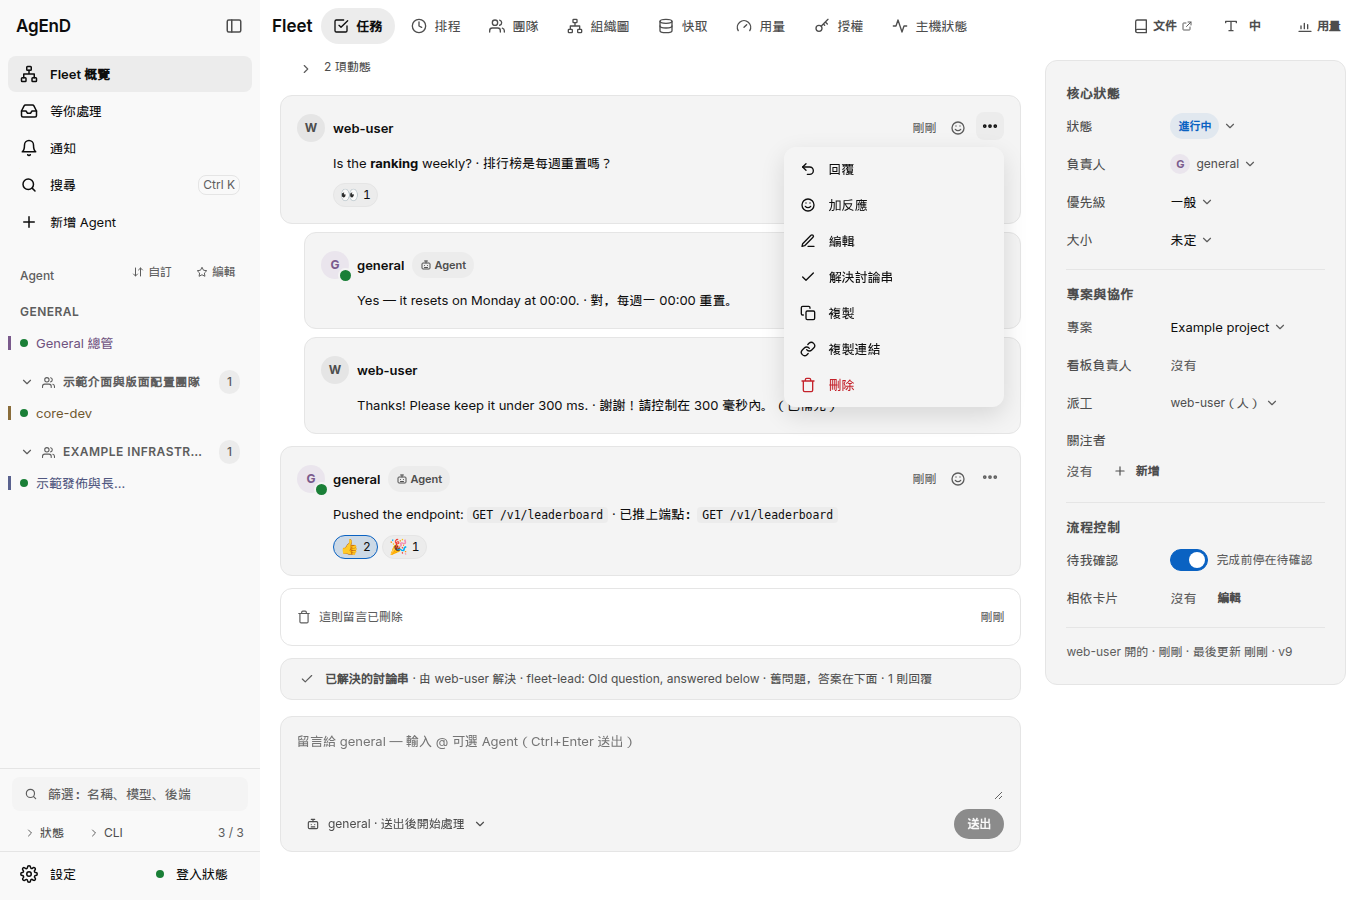 AgEnD
Fleet 概覽
等你處理
通知
搜尋 Ctrl K
新增 Agent
Agent 自訂 編輯
GENERAL
General 總管
示範介面與版面配置團隊 1
core-dev
EXAMPLE INFRASTR... 1
示範發佈與長...
篩選：名稱、模型、後端
狀態 CLI 3 / 3
設定 登入狀態
Fleet 任務 排程 團隊 組織圖 快取 用量 授權 主機狀態 文件 中 用量
2 項動態
W web-user 剛剛
Is the ranking weekly? · 排行榜是每週重置嗎？
👀 1
G general Agent
Yes — it resets on Monday at 00:00. · 對，每週一 00:00 重置。
W web-user
Thanks! Please keep it under 300 ms. · 謝謝！請控制在 300 毫秒內。
回覆
加反應
編輯
解決討論串
複製
複製連結
刪除
G general Agent 剛剛
Pushed the endpoint: GET /v1/leaderboard · 已推上端點： GET /v1/leaderboard
👍 2 🎉 1
這則留言已刪除 剛剛
已解決的討論串 · 由 web-user 解決 · fleet-lead: Old question, answered below · 舊問題，答案在下面 · 1 則回覆
留言給 general — 輸入 @ 可選 Agent（Ctrl+Enter 送出）
general · 送出後開始處理 送出
核心狀態
狀態 進行中
負責人 G general
優先級 一般
大小 未定
專案與協作
專案 Example project
看板負責人 沒有
派工 web-user（人）
關注者
沒有 新增
流程控制
待我確認 完成前停在待確認
相依卡片 沒有 編輯
web-user 開的 · 剛剛 · 最後更新 剛剛 · v9